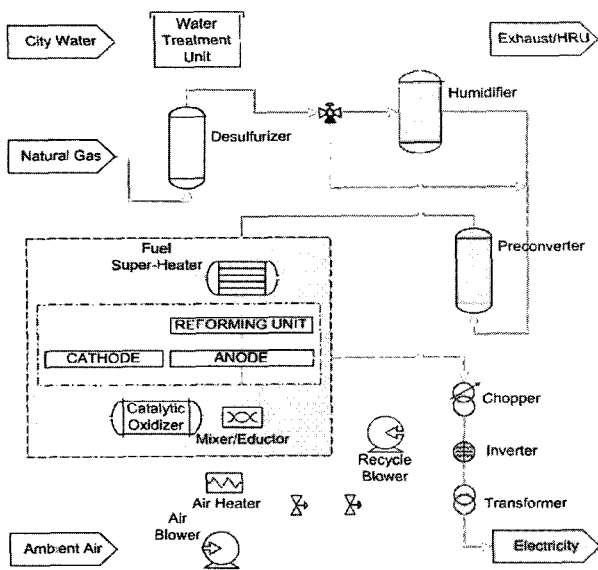 City Water
Water
Treatment
Unit
Exhaust/HRU
Humidifier
Desulfurizer
Natural Gas
Fuel
Super-Heater
Preconverter
REFORMING UNIT
CATHODE
ANODE
Catalytic
Oxidizer
Mixer/Eductor
Chopper
Recycle
Blower
Inverter
Air Heater
Air
Blower
Transformer
Ambient Air
Electricity